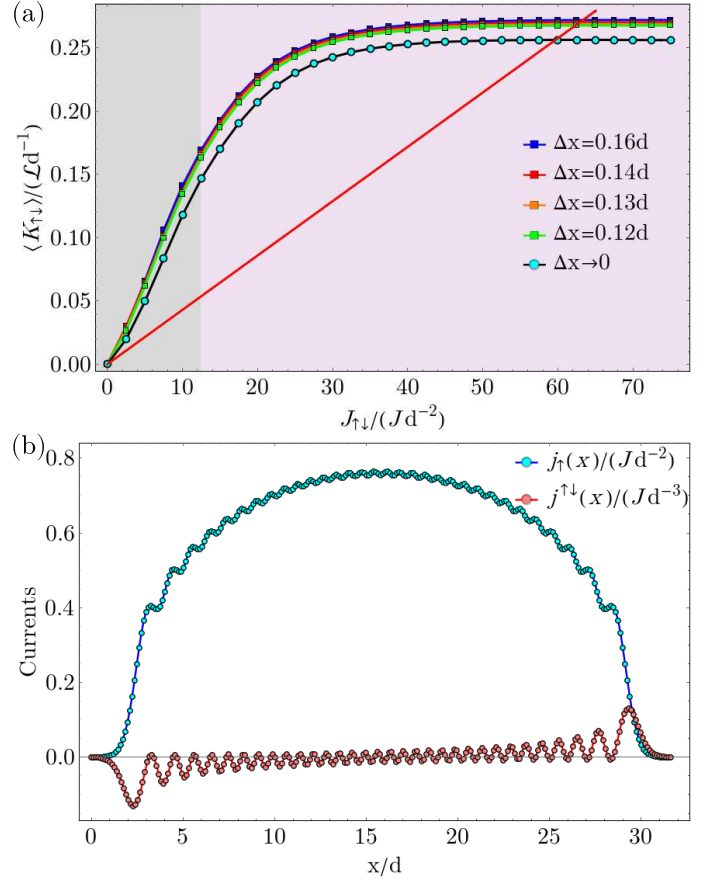 (a)
⟨K↑↓⟩/(ℒd⁻¹)
0.25
0.20
0.15
0.10
0.05
0.00
Δx=0.16d
Δx=0.14d
Δx=0.13d
Δx=0.12d
Δx→0
0 10 20 30 40 50 60 70
J↑↓/(Jd⁻²)
(b)
Currents
0.8
0.6
0.4
0.2
0.0
j↑(x)/(Jd⁻²)
j↑↓(x)/(Jd⁻³)
0 5 10 15 20 25 30
x/d